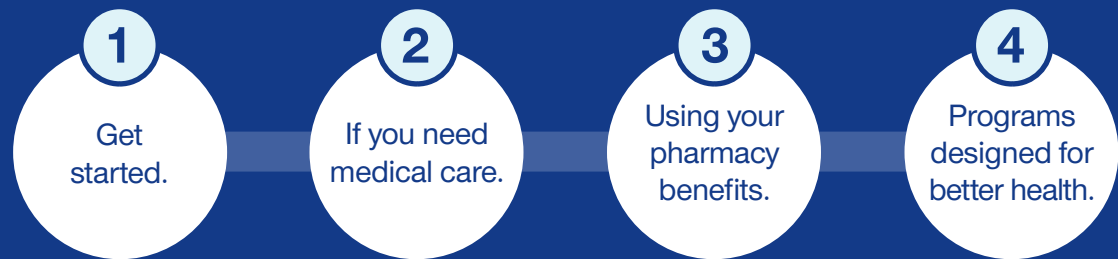 1
Get
started.
2
If you need
medical care.
3
Using your
pharmacy
benefits.
4
Programs
designed for
better health.